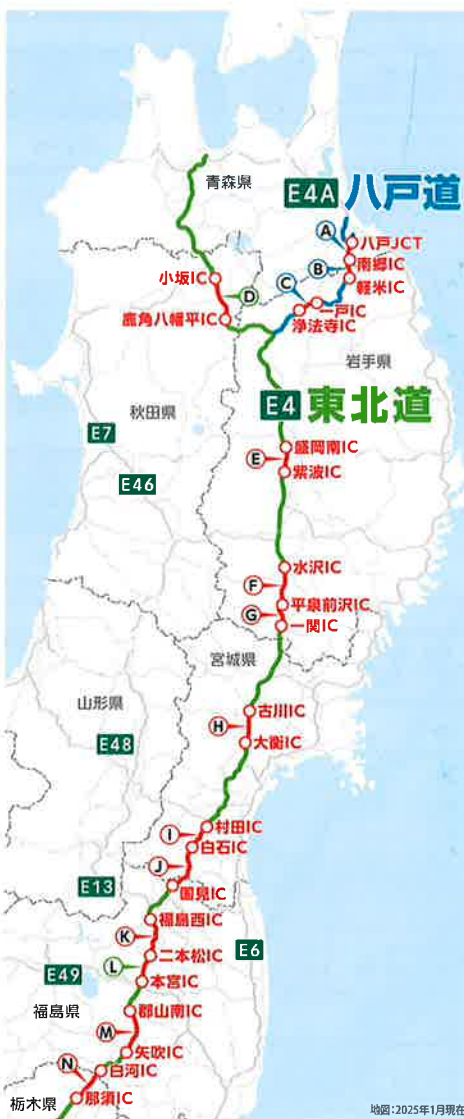 青森県
E4A 八戸道
A
八戸JCT
B
南郷IC
軽米IC
C
一戸IC
浄法寺IC
小坂IC
D
鹿角八幡平IC
岩手県
秋田県
E4 東北道
E7
盛岡南IC
E
紫波IC
E46
水沢IC
F
平泉前沢IC
G
一関IC
宮城県
山形県
古川IC
H
大衡IC
E48
村田IC
I
白石IC
J
国見IC
E13
福島西IC
K
二本松IC
E6
L
E49
本宮IC
福島県
郡山南IC
M
矢吹IC
N
白河IC
栃木県
那須IC
地図:2025年1月現在